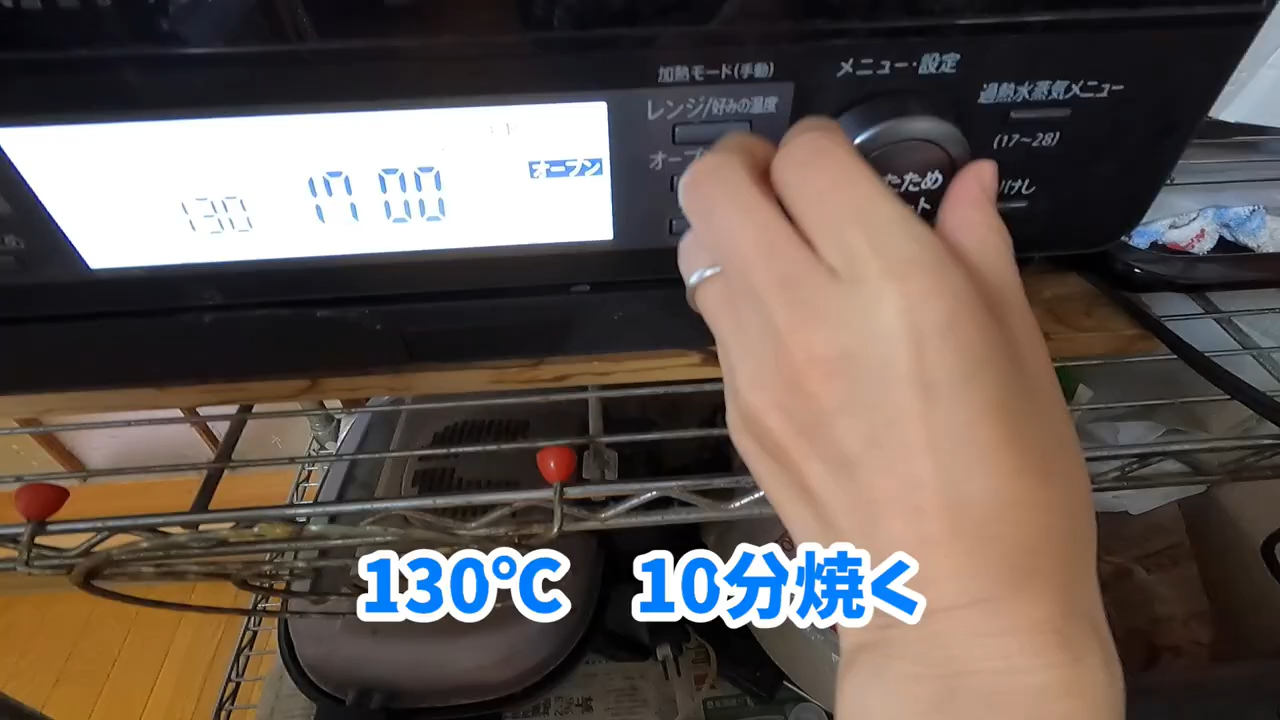 加熱モード(手動)
メニュー・設定
レンジ/好みの温度
過熱水蒸気メニュー
(17~28)
オーブン
130 17 00
130℃ 10分焼く